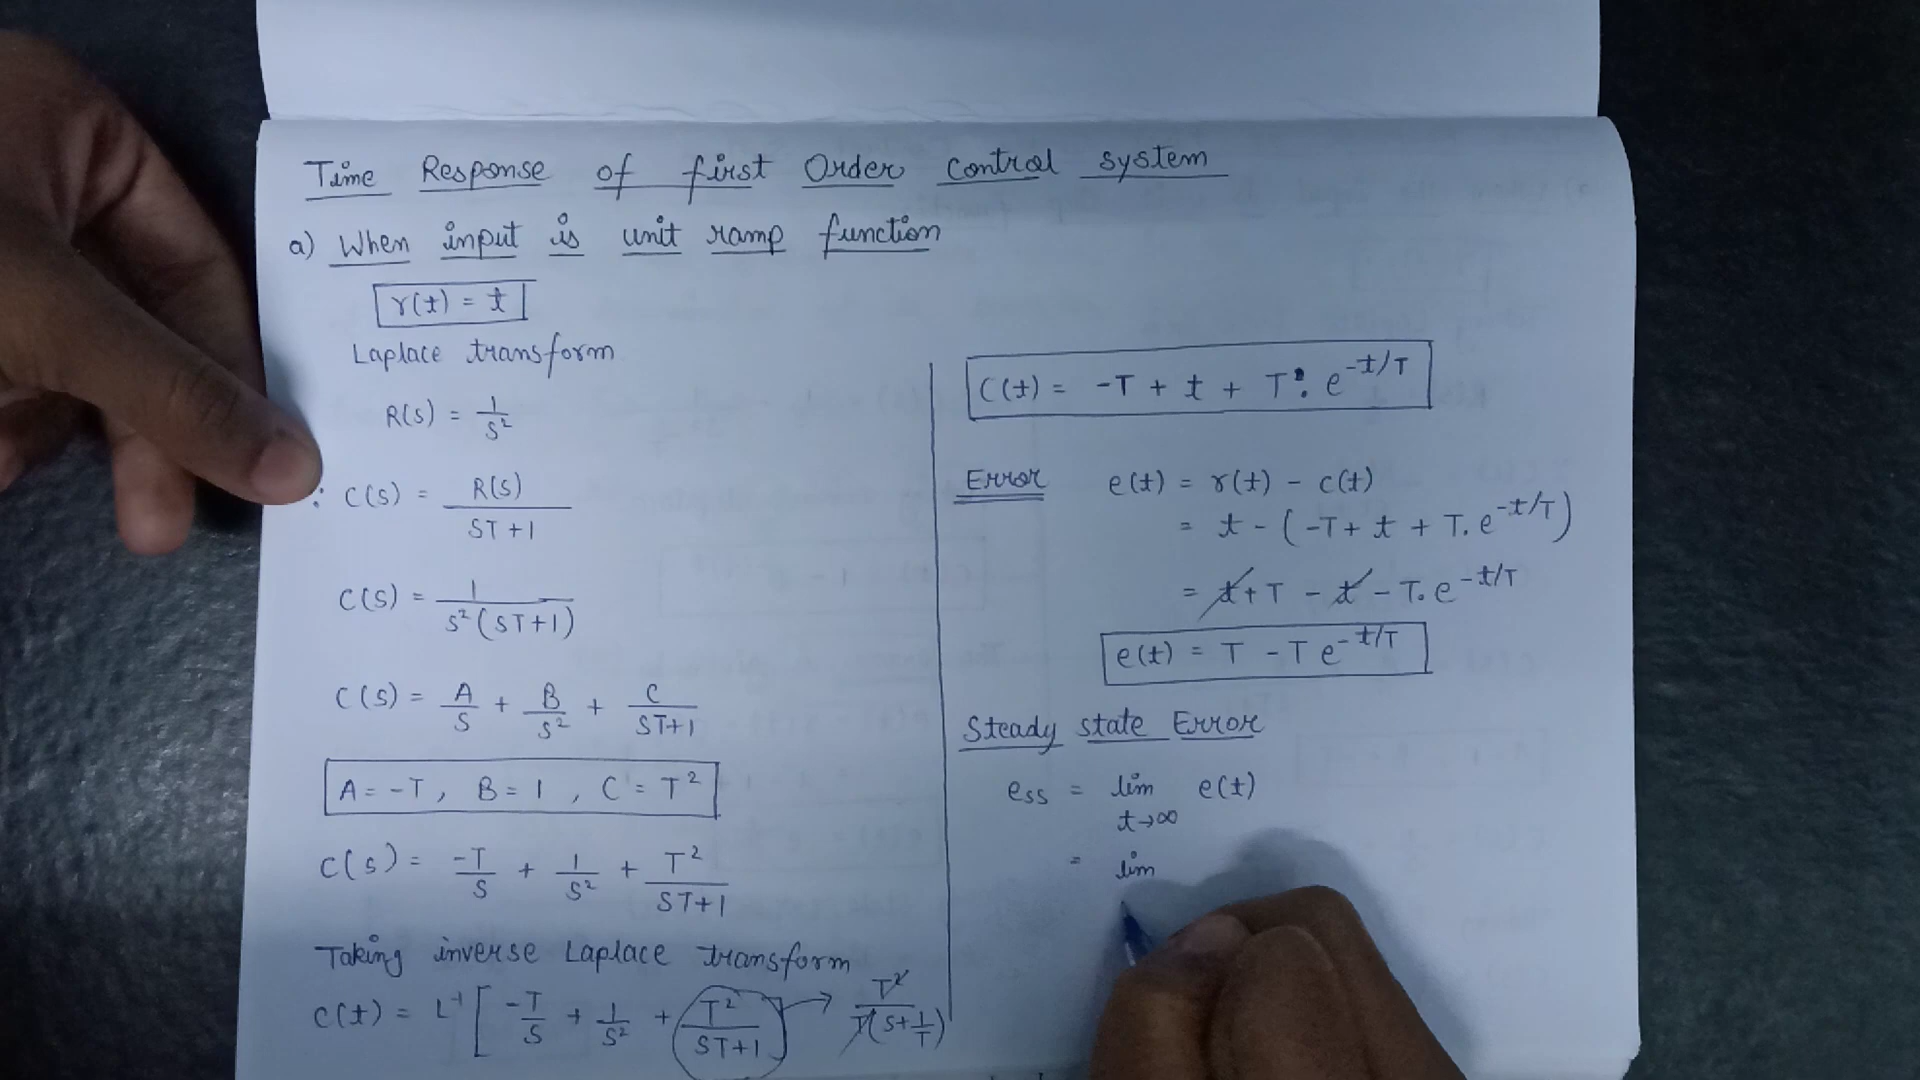 Time Response of first Order control system
a) When input is unit ramp function
r(t) = t
Laplace transform
R(s) = 1/s²
C(s) = R(s)/(ST+1)
C(s) = 1/(s²(ST+1))
C(s) = A/s + B/s² + C/(ST+1)
A = -T, B = 1, C = T²
C(s) = -T/s + 1/s² + T²/(ST+1)
Taking inverse Laplace transform
c(t) = L⁻¹[-T/s + 1/s² + T²/(ST+1)] → T²/(T(s+1/T))
C(t) = -T + t + T. e^(-t/T)
Error e(t) = r(t) - c(t)
= t - (-T + t + T. e^(-t/T))
= t + T - t - T. e^(-t/T)
e(t) = T - T e^(-t/T)
Steady state Error
ess = lim t→∞ e(t)
= lim